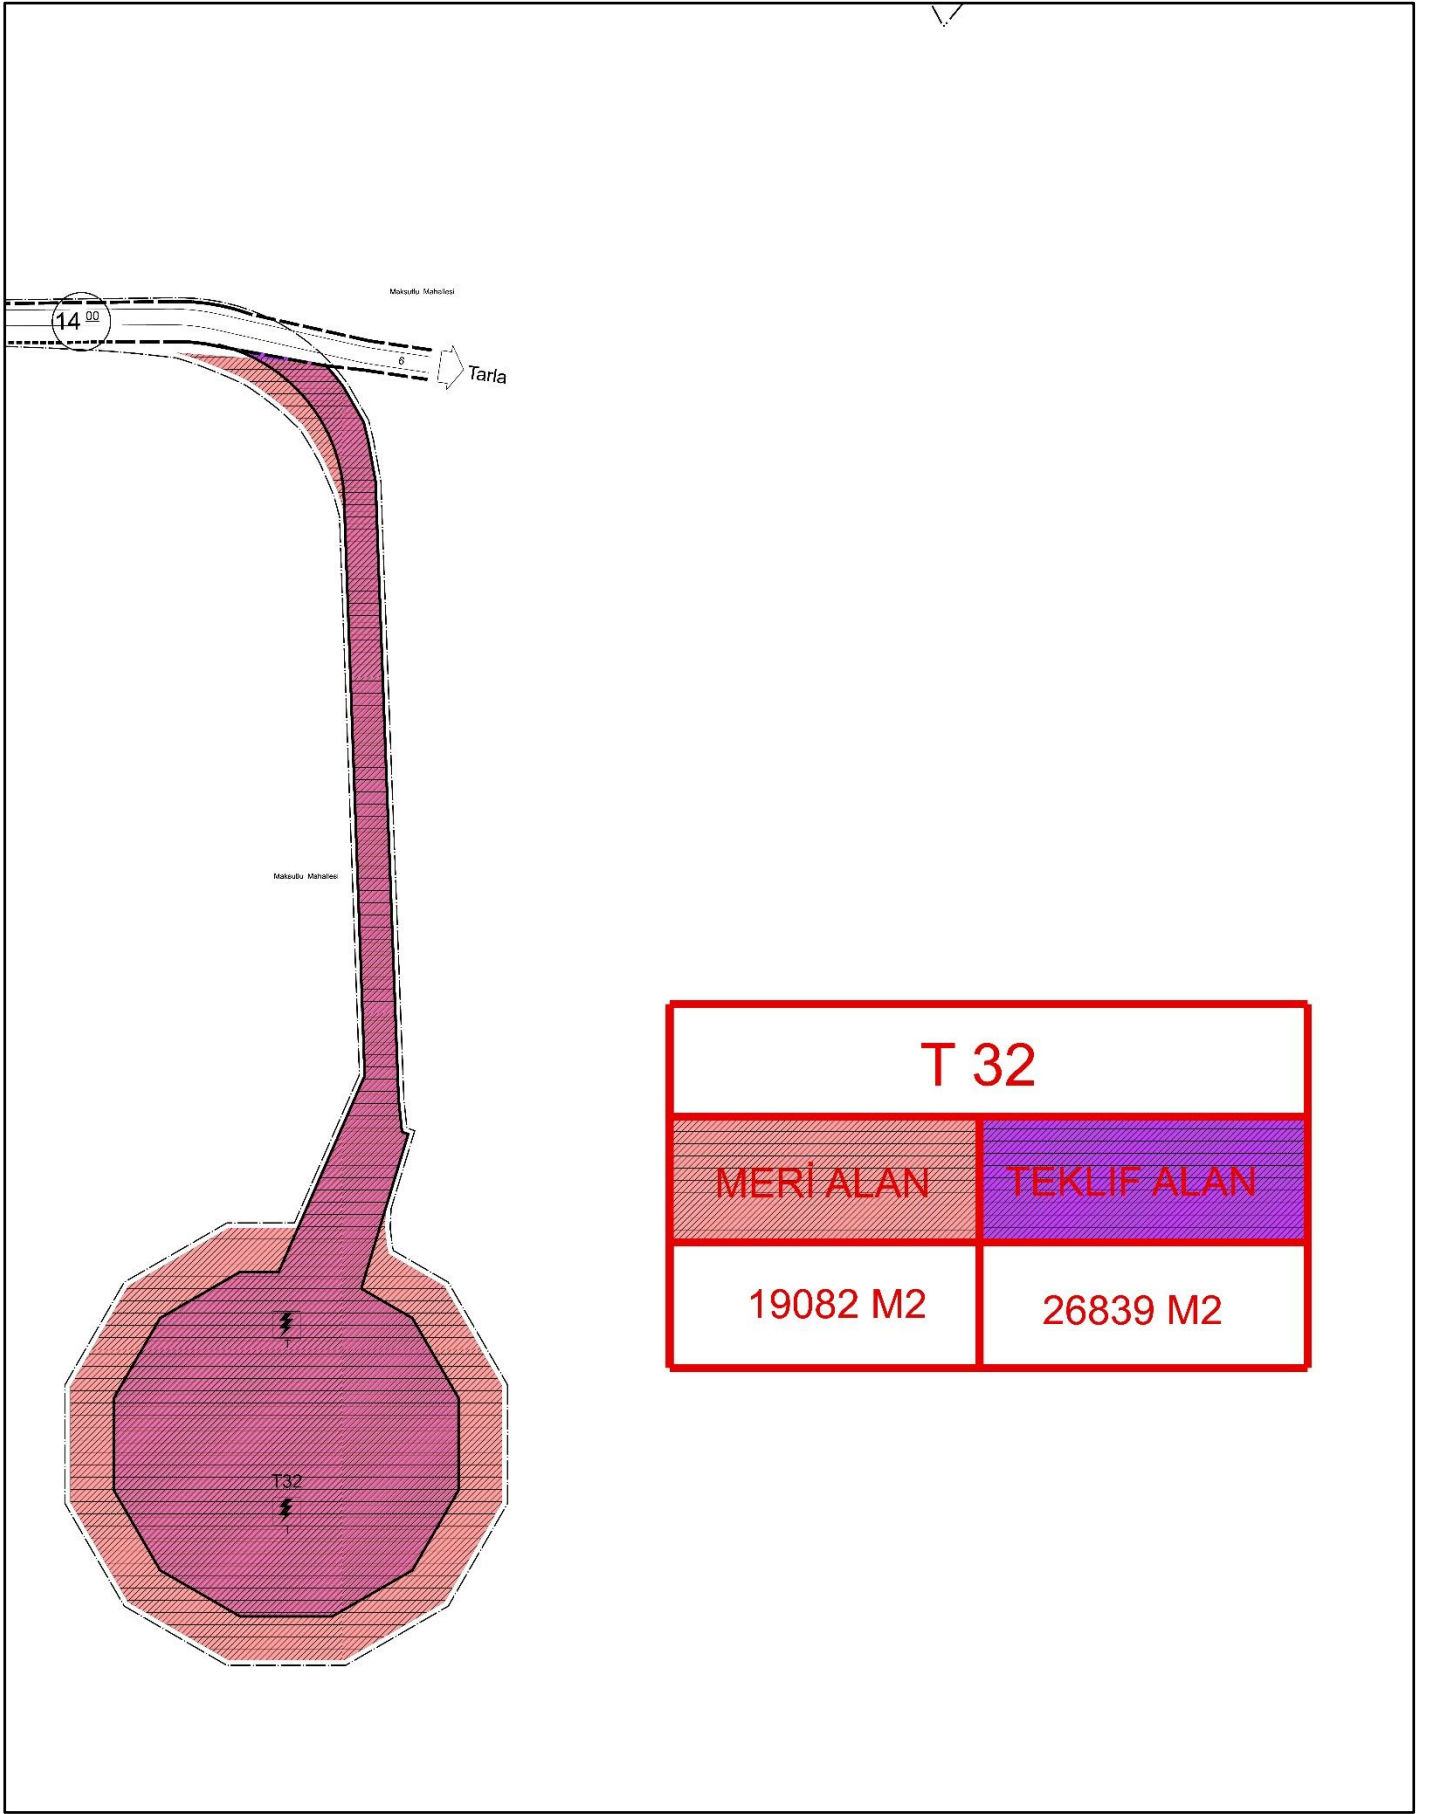 Maksutlu Mahallesi
14 00
6
Tarla
Maksutlu Mahallesi
T 32
MERİ ALAN
TEKLIF ALAN
19082 M2
26839 M2
T
T32
T